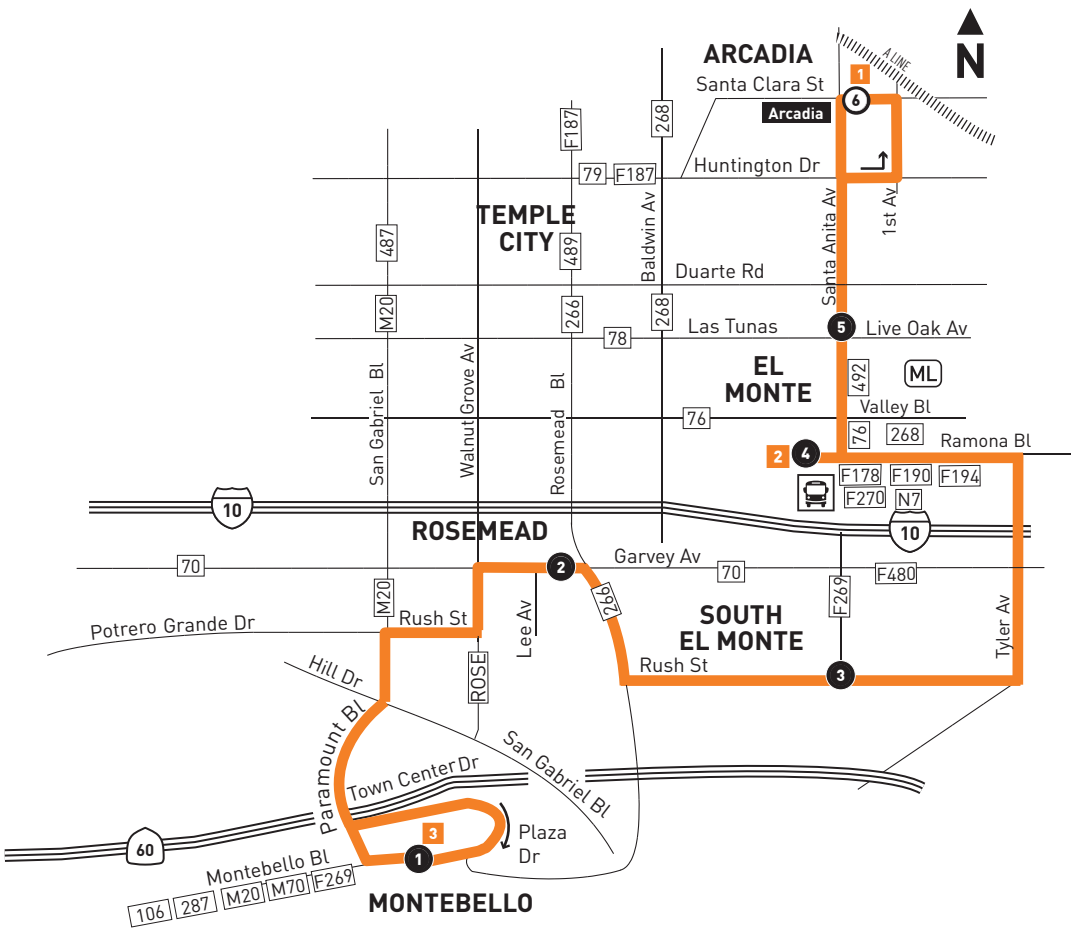 ARCADIA
N
A LINE
1
Santa Clara St
6
Arcadia
268
F187
Huntington Dr
79
F187
TEMPLE
CITY
Baldwin Av
Santa Anita Av
1st Av
487
489
Duarte Rd
M20
266
268
5
Las Tunas
Live Oak Av
78
EL
MONTE
492
ML
San Gabriel Bl
Walnut Grove Av
Rosemead Bl
Valley Bl
76
76
268
Ramona Bl
2
4
F178
F190
F194
F270
N7
10
10
ROSEMEAD
Garvey Av
70
2
70
F480
M20
266
F269
Rush St
Lee Av
SOUTH
EL MONTE
Tyler Av
Potrero Grande Dr
Rush St
3
Hill Dr
ROSE
Paramount Bl
San Gabriel Bl
Town Center Dr
3
Plaza
Dr
60
1
Montebello Bl
106
287
M20
M70
F269
MONTEBELLO